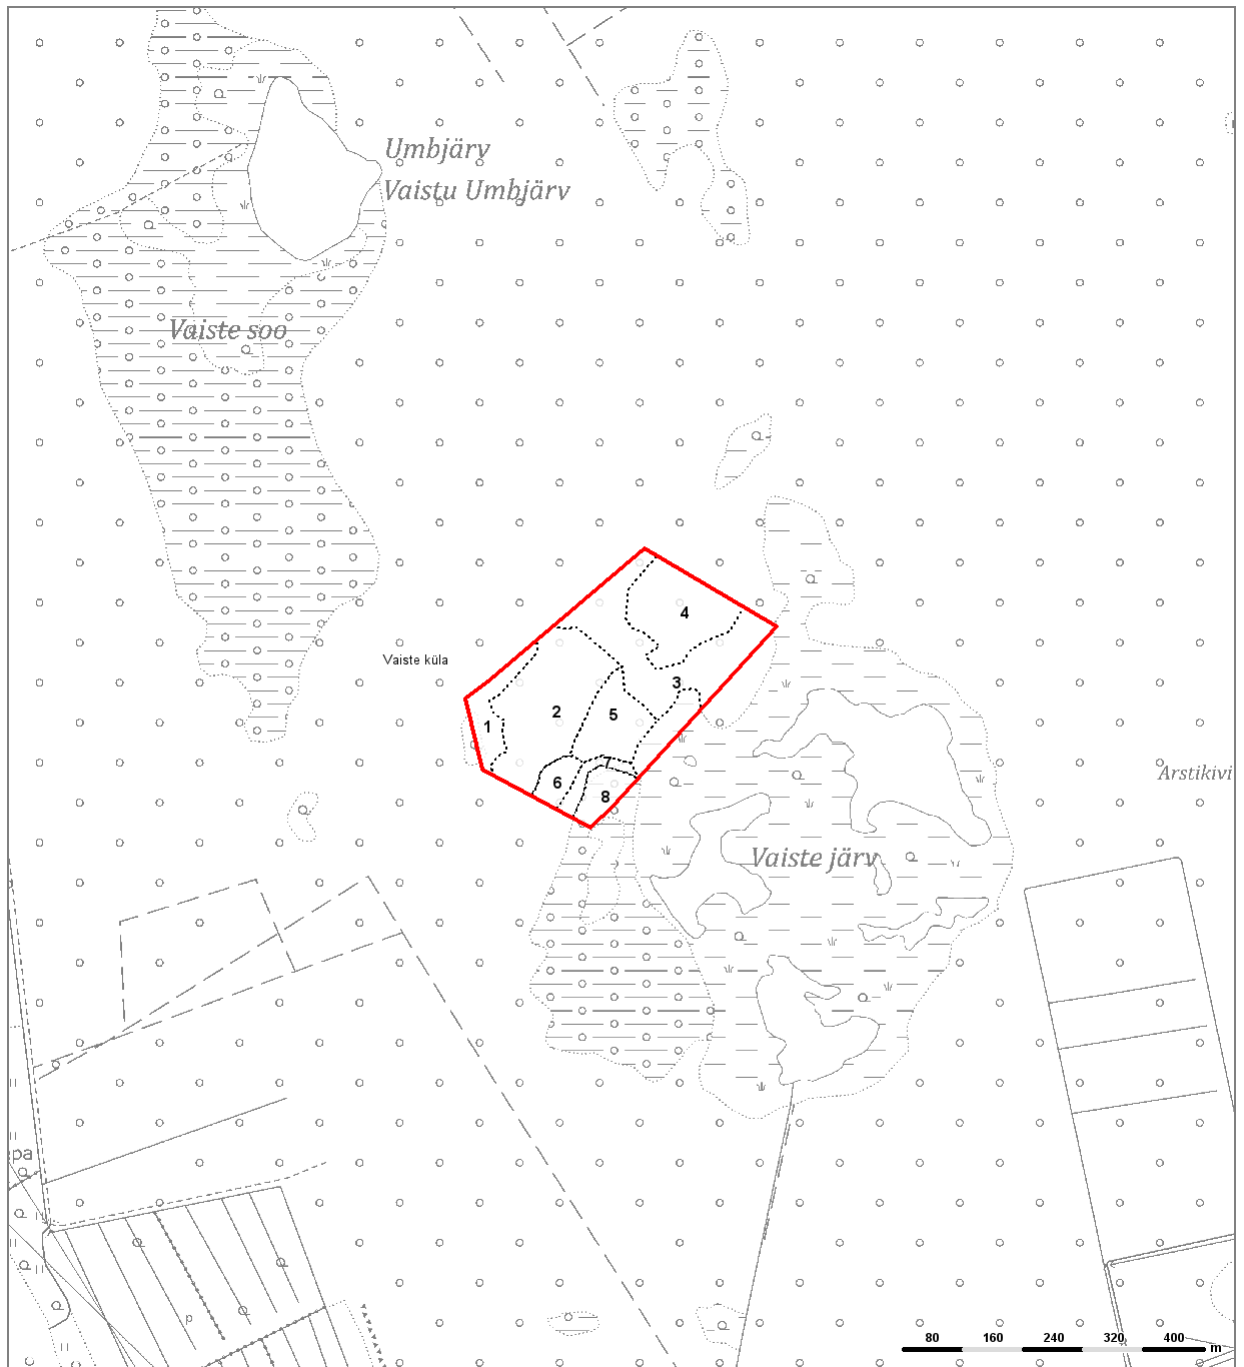 Umbjärv
Vaistu Umbjärv
Vaiste soo
4
Vaiste küla
3
1
2
5
7
6
8
Arstikivi
Vaiste järv
pa
p
80 160 240 320 400 m